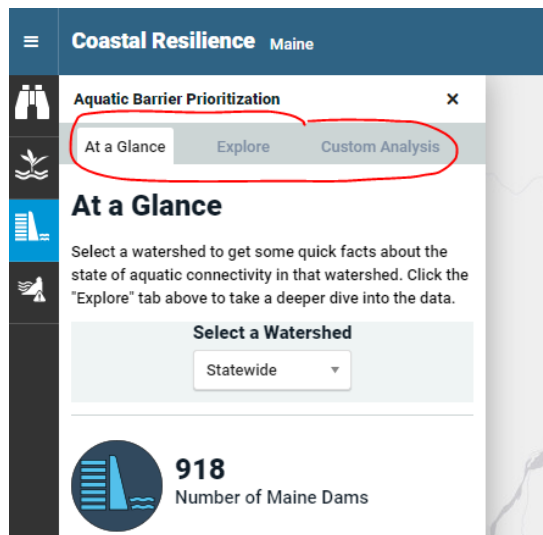 Coastal Resilience Maine
Aquatic Barrier Prioritization
At a Glance Explore Custom Analysis
At a Glance
Select a watershed to get some quick facts about the
state of aquatic connectivity in that watershed. Click the
"Explore" tab above to take a deeper dive into the data.
Select a Watershed
Statewide
918
Number of Maine Dams